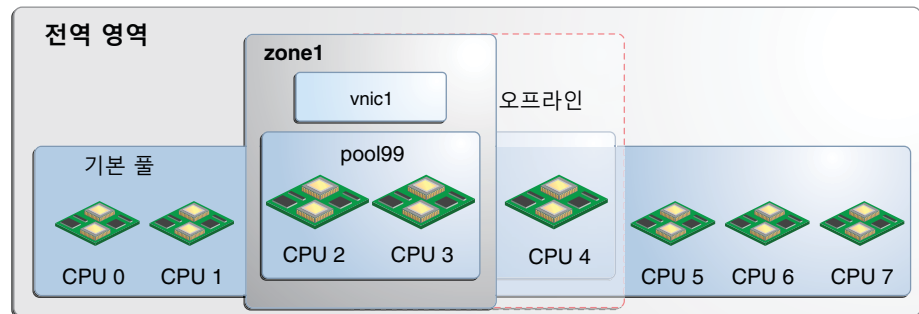 전역 영역
zone1
vnic1
오프라인
기본 풀
pool99
CPU 0
CPU 1
CPU 2
CPU 3
CPU 4
CPU 5
CPU 6
CPU 7